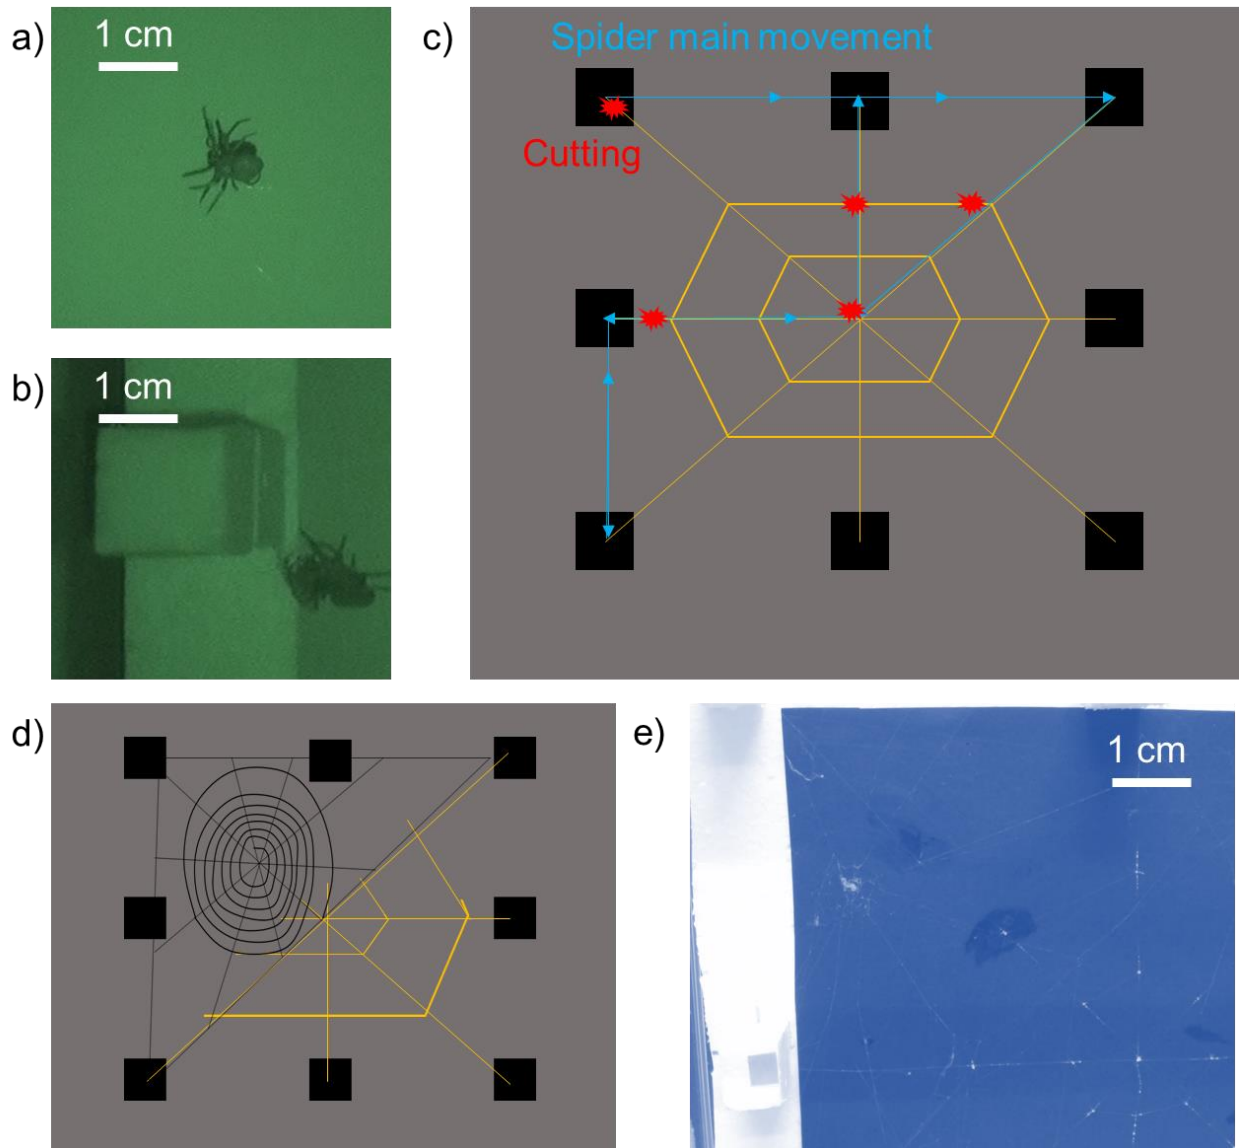 a)
1 cm
b)
1 cm
c)
Spider main movement
Cutting
d)
e)
1 cm